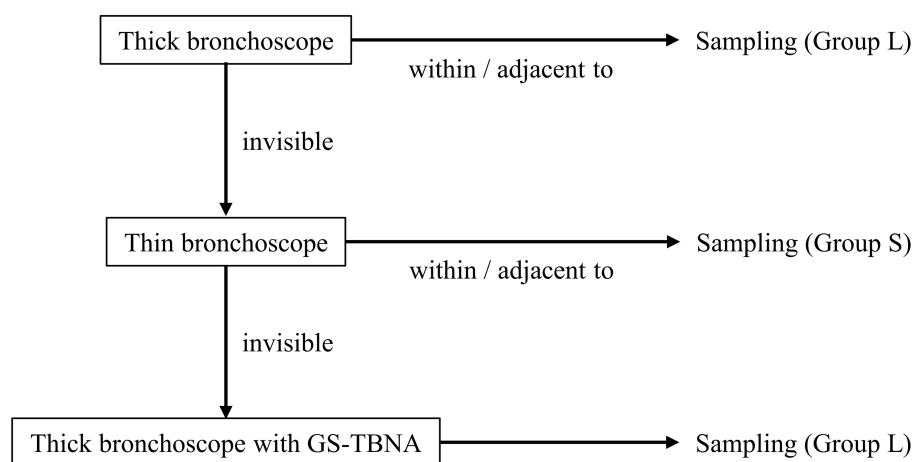 Thick bronchoscope
Sampling (Group L)
within / adjacent to
invisible
Thin bronchoscope
Sampling (Group S)
within / adjacent to
invisible
Thick bronchoscope with GS-TBNA
Sampling (Group L)